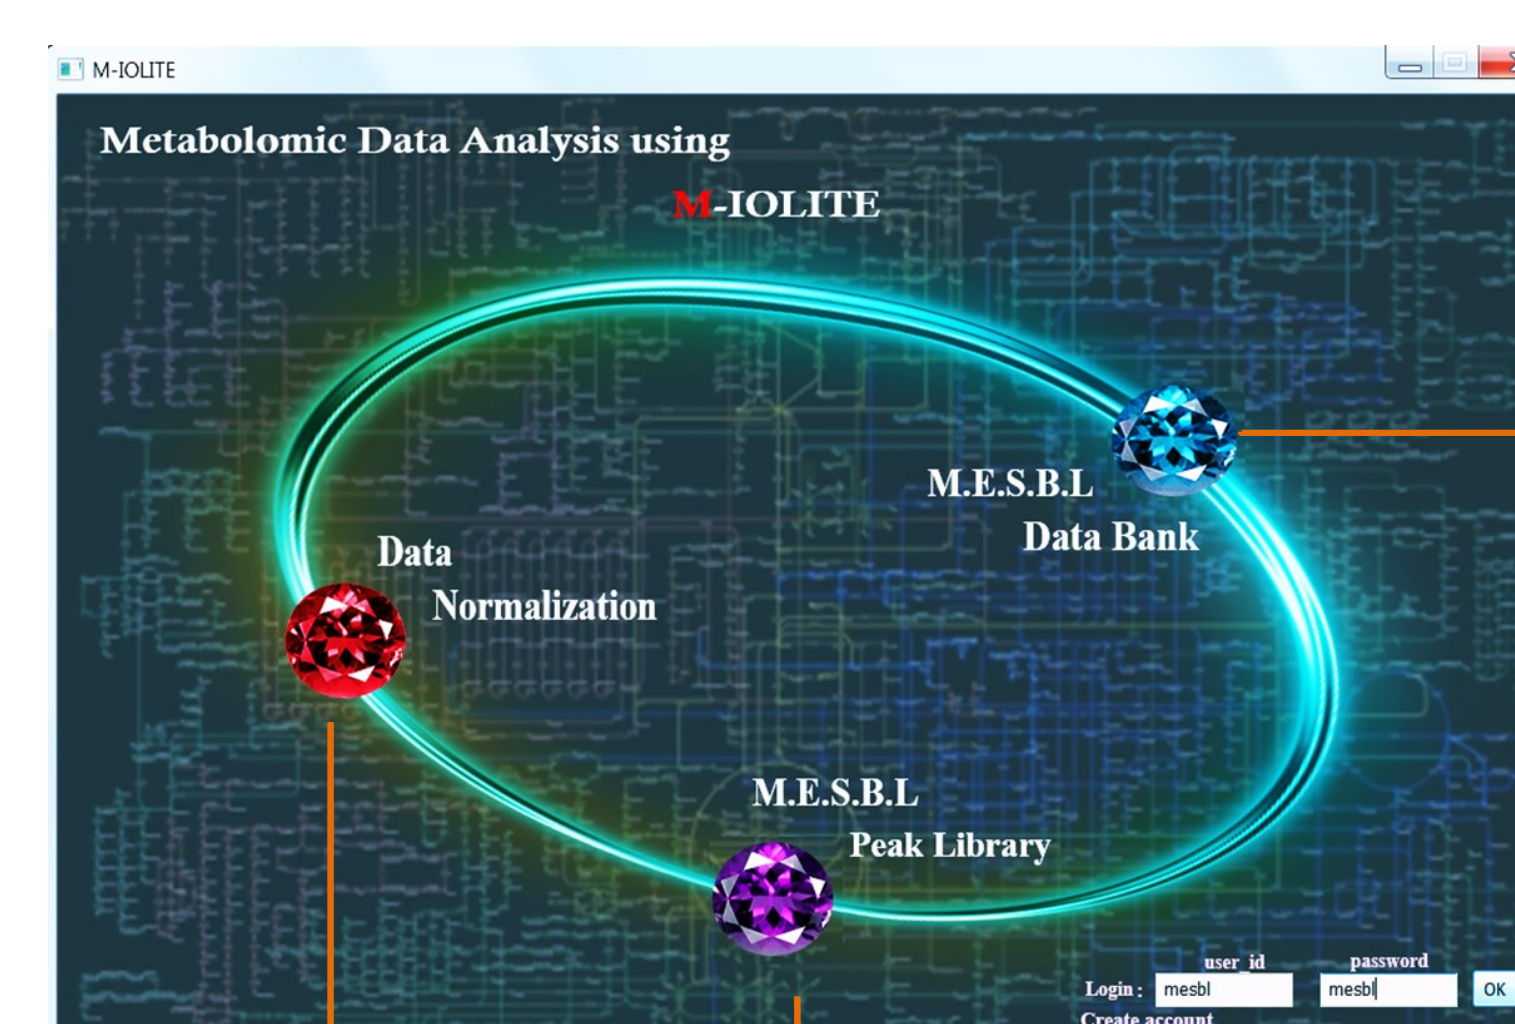 M-IOLITE
Metabolomic Data Analysis using
M-IOLITE
M.E.S.B.L
Data Bank
Data
Normalization
M.E.S.B.L
Peak Library
user_id password
Login : mesbl mesbl OK
Create account